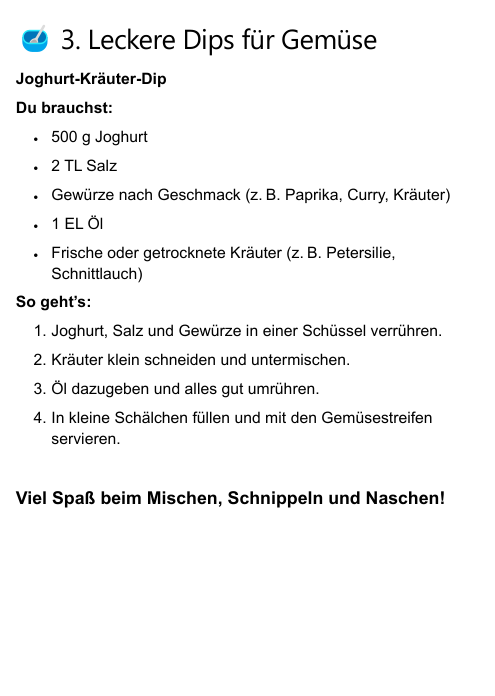 3. Leckere Dips für Gemüse
Joghurt-Kräuter-Dip
Du brauchst:
• 500 g Joghurt
• 2 TL Salz
• Gewürze nach Geschmack (z. B. Paprika, Curry, Kräuter)
• 1 EL Öl
• Frische oder getrocknete Kräuter (z. B. Petersilie,
Schnittlauch)
So geht’s:
1. Joghurt, Salz und Gewürze in einer Schüssel verrühren.
2. Kräuter klein schneiden und untermischen.
3. Öl dazugeben und alles gut umrühren.
4. In kleine Schälchen füllen und mit den Gemüsestreifen
servieren.
Viel Spaß beim Mischen, Schnippeln und Naschen!